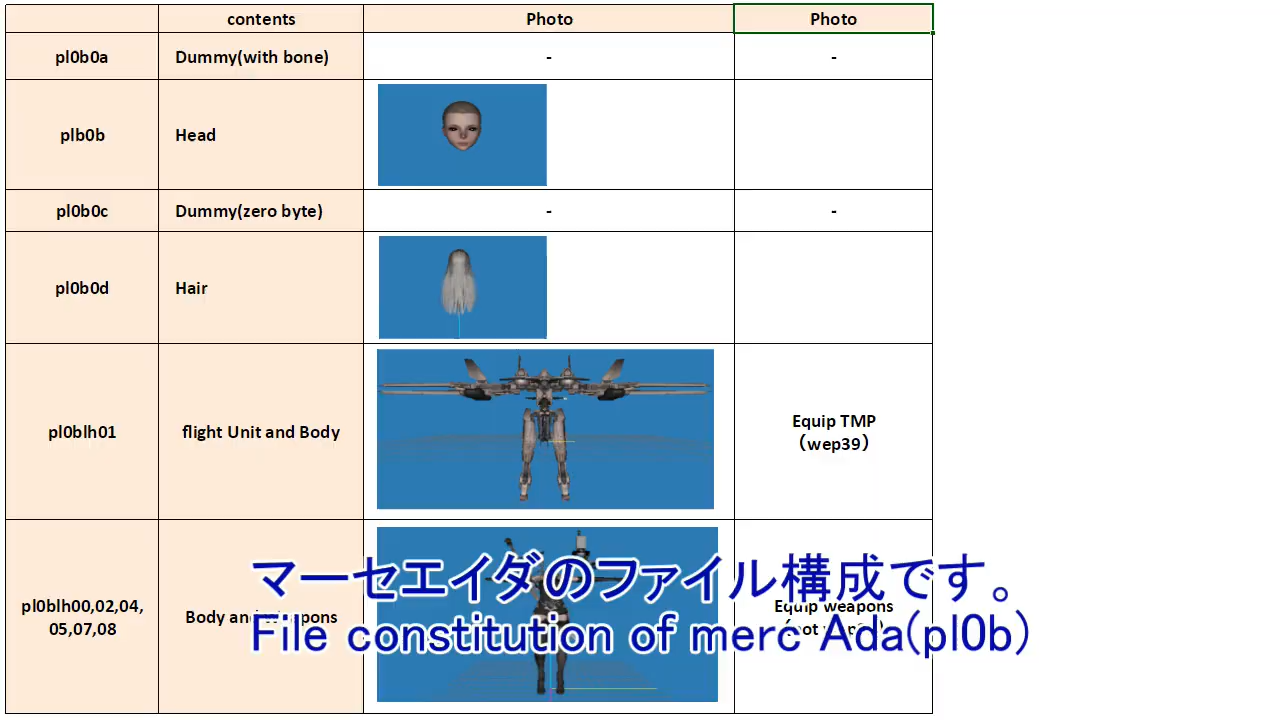 contents Photo Photo
pl0b0a Dummy(with bone) - -
plb0b Head
pl0b0c Dummy(zero byte) - -
pl0b0d Hair
pl0blh01 flight Unit and Body
Equip TMP
（wep39）
pl0blh00,02,04,
05,07,08
Body and weapons
Equip weapons
マーセエイダのファイル構成です。
File constitution of merc Ada(pl0b)